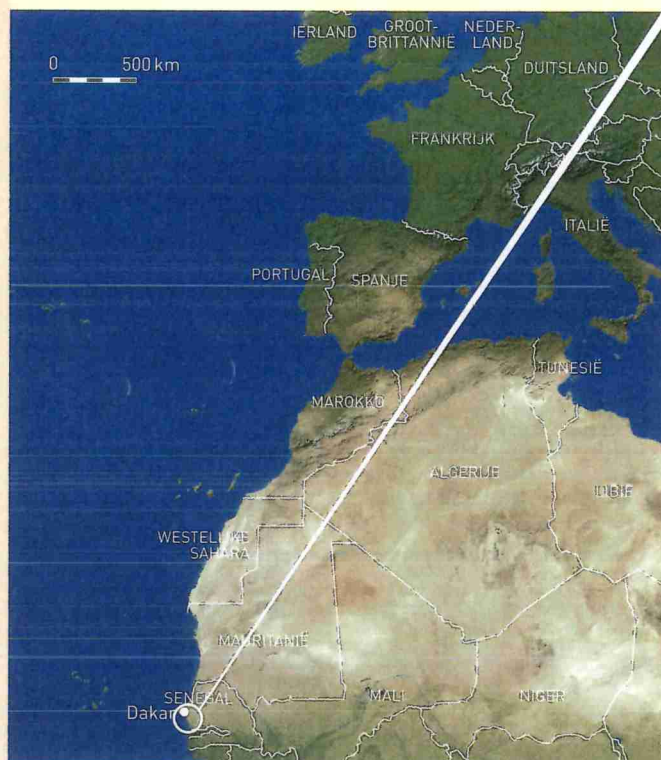 IERLAND
GROOT-
BRITTANNIË
NEDER-
LAND
0 500 km
DUITSLAND
FRANKRIJK
ITALIË
PORTUGAL
SPANJE
TUNESIË
MAROKKO
ALGERIJE
LIBIË
WESTELIJKE
SAHARA
MAURITANIË
SENEGAL
Dakar
MALI
NIGER